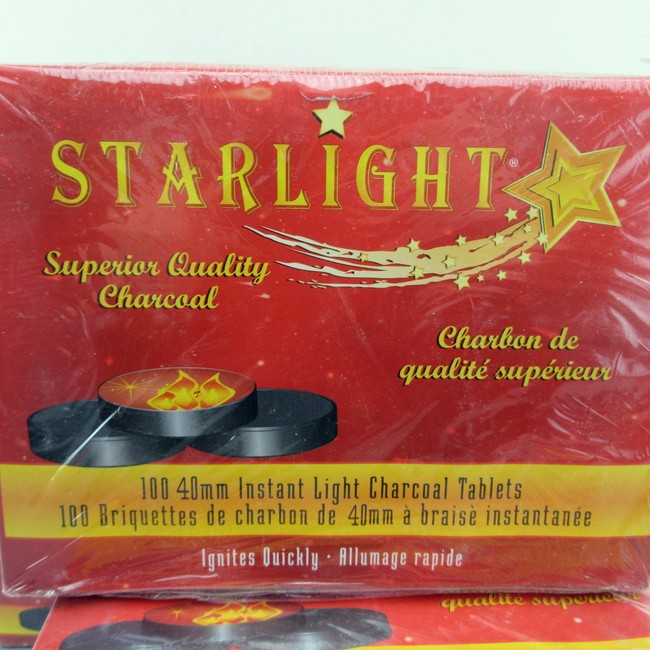 STARLIGHT®
Superior Quality
Charcoal
Charbon de
qualité supérieur
100 40mm Instant Light Charcoal Tablets
100 Briquettes de charbon de 40mm à braisè instantanée
Ignites Quickly · Allumage rapide
qualité supérieur